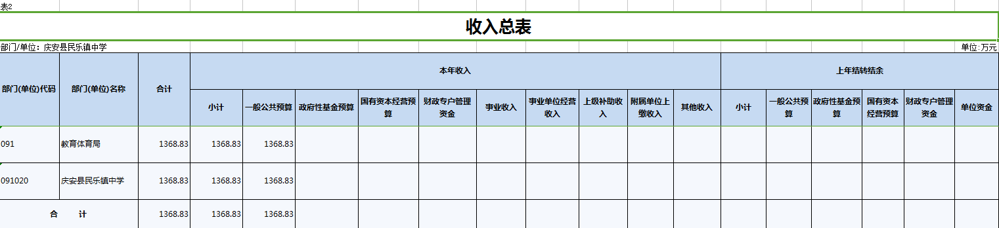 表2
收入总表
部门/单位：庆安县民乐镇中学 单位:万元
部门(单位)代码 部门(单位)名称 合计 本年收入 上年结转结余
小计 一般公共预算 政府性基金预算 国有资本经营预算 财政专户管理资金 事业收入 事业单位经营收入 上级补助收入 附属单位上缴收入 其他收入 小计 一般公共预算 政府性基金预算 国有资本经营预算 财政专户管理资金 单位资金
091 教育体育局 1368.83 1368.83 1368.83
091020 庆安县民乐镇中学 1368.83 1368.83 1368.83
合 计 1368.83 1368.83 1368.83